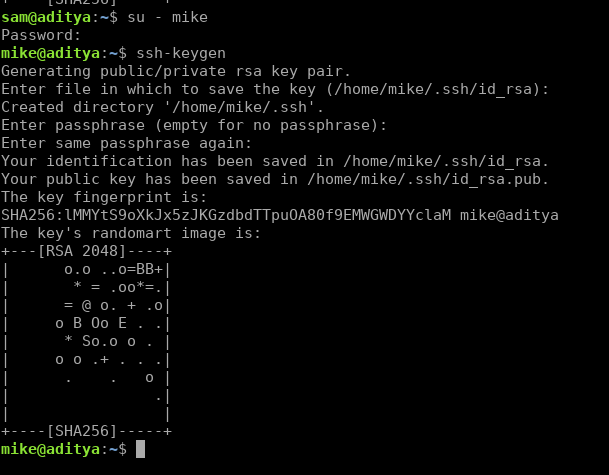 +----[SHA256]-----+
sam@aditya:~$ su - mike
Password:
mike@aditya:~$ ssh-keygen
Generating public/private rsa key pair.
Enter file in which to save the key (/home/mike/.ssh/id_rsa):
Created directory '/home/mike/.ssh'.
Enter passphrase (empty for no passphrase):
Enter same passphrase again:
Your identification has been saved in /home/mike/.ssh/id_rsa.
Your public key has been saved in /home/mike/.ssh/id_rsa.pub.
The key fingerprint is:
SHA256:lMMYtS9oXkJx5zJKGzdbdTTpuOA80f9EMWGWDYYclaM mike@aditya
The key's randomart image is:
+---[RSA 2048]----+
|      o.o ..o=BB+|
|       * = .oo*=.|
|      = @ o. + .o|
|     o B Oo E . .|
|      * So.o o . |
|     o o .+ . . .|
|      .    .   o |
|                .|
|                 |
+----[SHA256]-----+
mike@aditya:~$